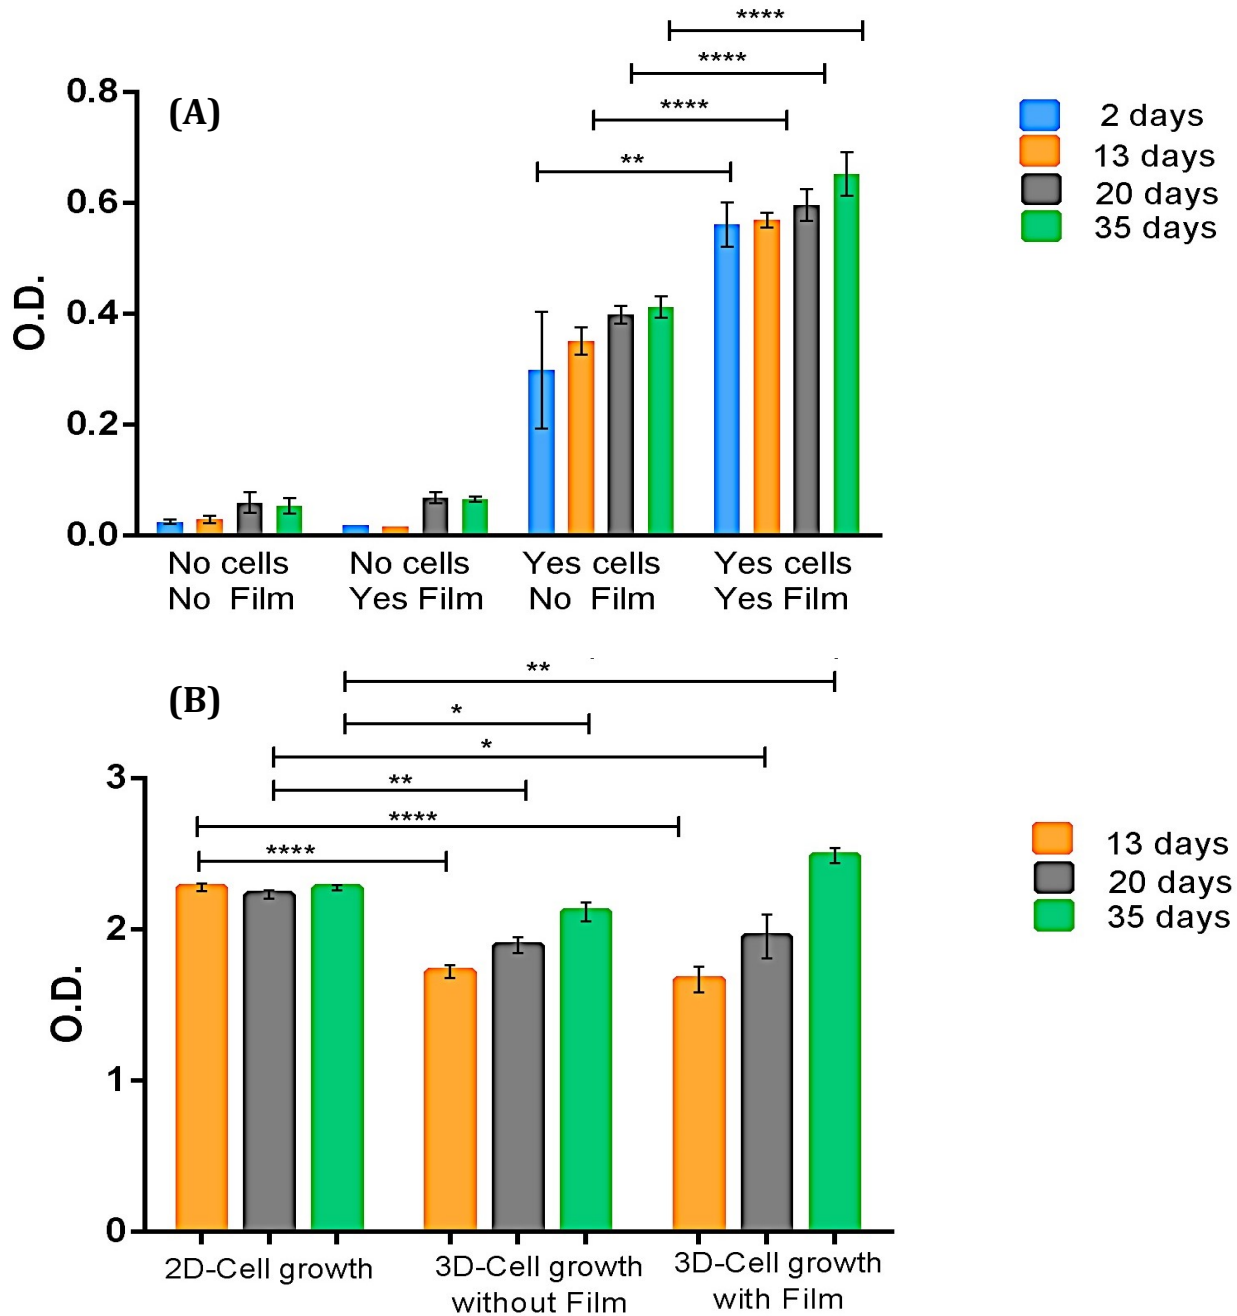 ****
****
****
**
(A)
0.8
0.6
0.4
0.2
0.0
O.D.
2 days
13 days
20 days
35 days
No cells
No Film
No cells
Yes Film
Yes cells
No Film
Yes cells
Yes Film
(B)
**
*
*
**
****
****
3
2
1
0
O.D.
13 days
20 days
35 days
2D-Cell growth
3D-Cell growth
without Film
3D-Cell growth
with Film